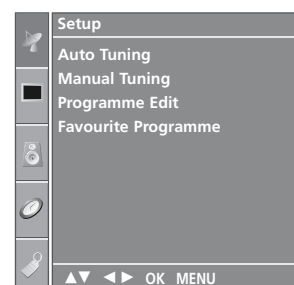 Setup
Auto Tuning
Manual Tuning
Programme Edit
Favourite Programme
▲▼ ◄► OK MENU